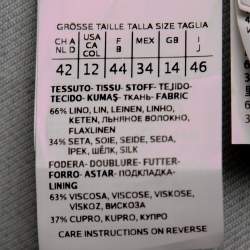 GRÖSSE TAILLE TALLA SIZE TAGLIA
CH A NL D
USA CA
F B
MEX
GB
I J
42 12 44 34 14 46
TESSUTO- TISSU- STOFF- TEJIDO-
TECIDO- KUMAŞ- ТКАНЬ- FABRIC
66% LINO, LIN, LEINEN, LINHO,
KETEN, ЛЬНЯНОЕ ВОЛОКНО,
FLAXLINEN
34% SETA, SOIE, SEIDE, SEDA,
İPEK, ШЁЛК, SILK
FODERA- DOUBLURE- FUTTER-
FORRO- ASTAR- ПОДКЛАДКА-
LINING
63% VISCOSA, VISCOSE, VISKOSE,
VISKOZ, ВИСКОЗА
37% CUPRO, KUPRO, КУПРО
CARE INSTRUCTIONS ON REVERSE